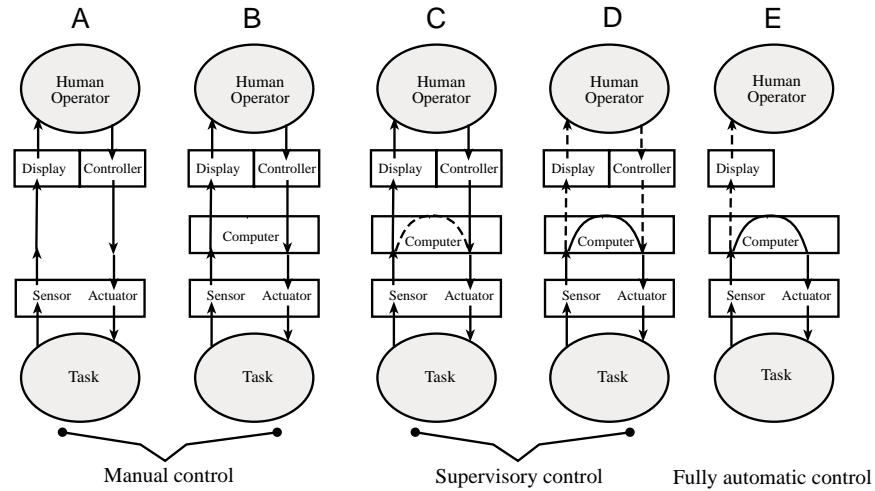 A B C D E
Human Operator Human Operator Human Operator Human Operator Human Operator
Display Controller Display Controller Display Controller Display Controller Display
Computer Computer Computer Computer
Sensor Actuator Sensor Actuator Sensor Actuator Sensor Actuator Sensor Actuator
Task Task Task Task Task
Manual control Supervisory control Fully automatic control